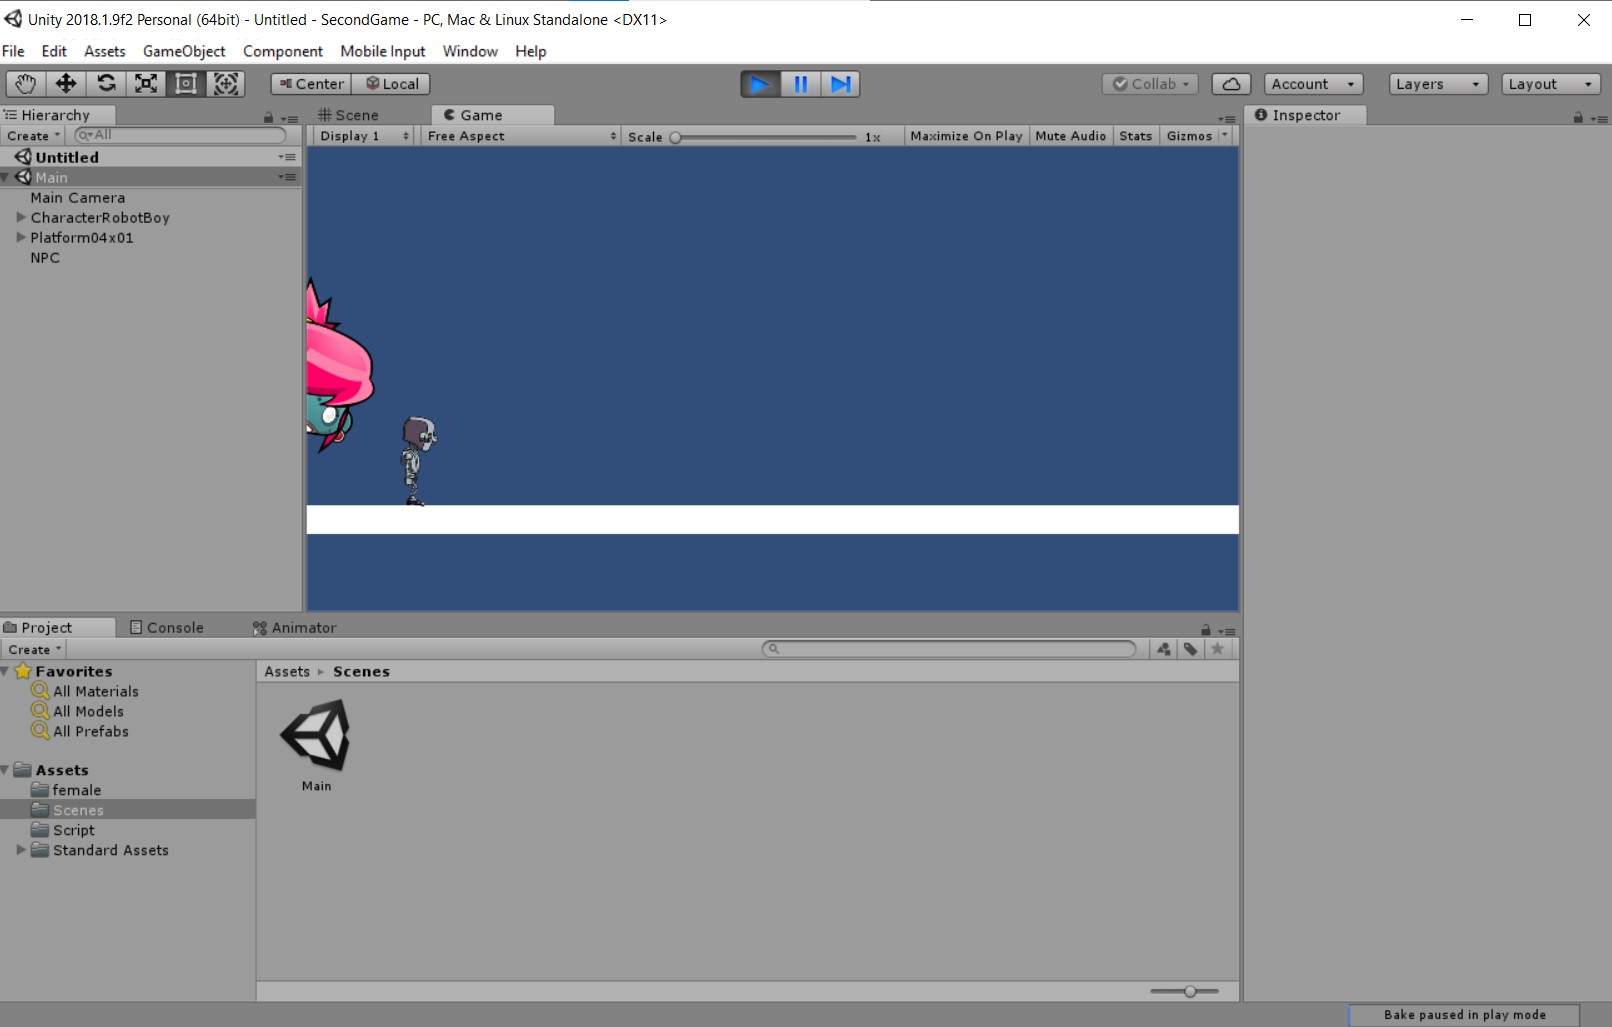 Unity 2018.1.9f2 Personal (64bit) - Untitled - SecondGame - PC, Mac & Linux Standalone <DX11>
File Edit Assets GameObject Component Mobile Input Window Help
Center Local Collab Account Layers Layout
Hierarchy
Create All
Untitled
Main
Main Camera
CharacterRobotBoy
Platform04x01
NPC
Scene Game
Display 1 Free Aspect Scale 1x Maximize On Play Mute Audio Stats Gizmos
Inspector
Project Console Animator
Create
Favorites
All Materials
All Models
All Prefabs
Assets
female
Scenes
Script
Standard Assets
Assets Scenes
Main
Bake paused in play mode